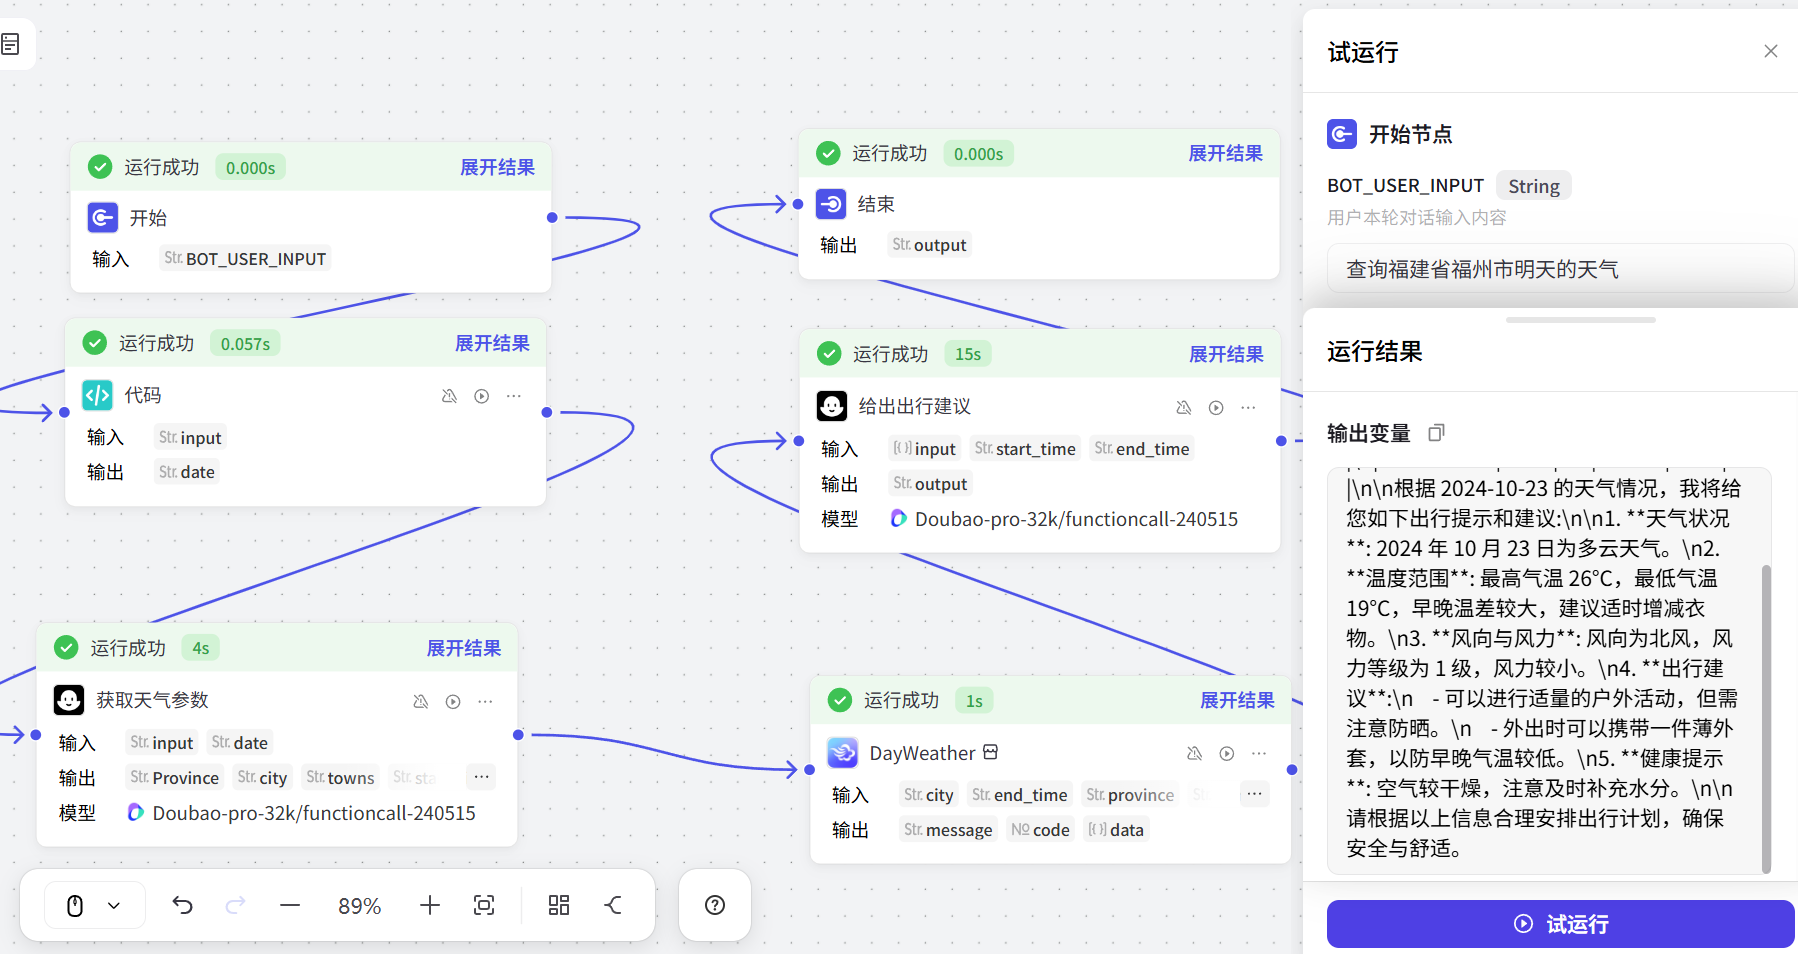 运行成功 0.000s 展开结果
开始
输入 Str. BOT_USER_INPUT
运行成功 0.057s 展开结果
代码
输入 Str. input
输出 Str. date
运行成功 4s 展开结果
获取天气参数
输入 Str. input Str. date
输出 Str. Province Str. city Str. towns Str. sta ···
模型 Doubao-pro-32k/functioncall-240515
运行成功 0.000s 展开结果
结束
输出 Str. output
运行成功 15s 展开结果
给出出行建议
输入 [()] input Str. start_time Str. end_time
输出 Str. output
模型 Doubao-pro-32k/functioncall-240515
运行成功 1s 展开结果
DayWeather
输入 Str. city Str. end_time Str. province ···
输出 Str. message № code [()] data
89%
试运行
开始节点
BOT_USER_INPUT String
用户本轮对话输入内容
查询福建省福州市明天的天气
运行结果
输出变量
|\n\n根据 2024-10-23 的天气情况，我将给
您如下出行提示和建议:\n\n1. **天气状况
**: 2024 年 10 月 23 日为多云天气。\n2.
**温度范围**: 最高气温 26°C，最低气温
19°C，早晚温差较大，建议适时增减衣
物。\n3. **风向与风力**: 风向为北风，风
力等级为 1 级，风力较小。\n4. **出行建
议**:\n   - 可以进行适量的户外活动，但需
注意防晒。\n   - 外出时可以携带一件薄外
套，以防早晚气温较低。\n5. **健康提示
**: 空气较干燥，注意及时补充水分。\n\n
请根据以上信息合理安排出行计划，确保
安全与舒适。
试运行